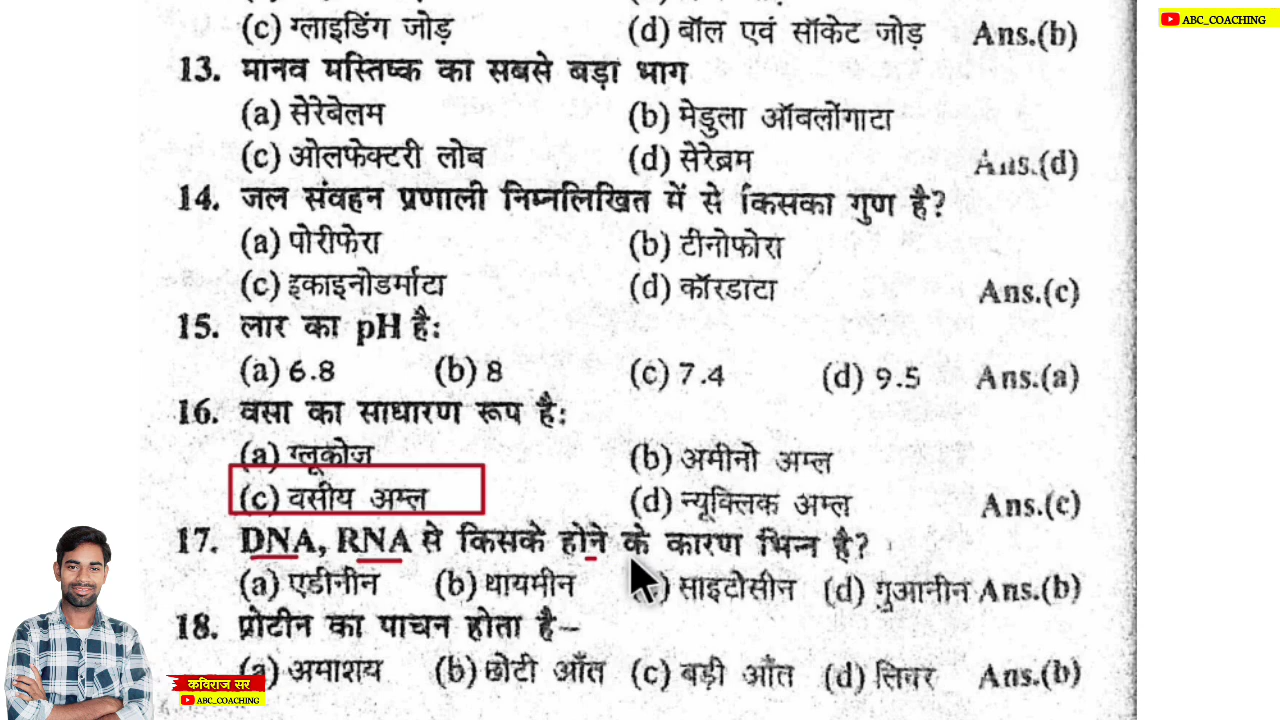 ABC_COACHING
(c) ग्लाइडिंग जोड़ (d) बॉल एवं सॉकेट जोड़ Ans.(b)
13. मानव मस्तिष्क का सबसे बड़ा भाग
(a) सेरेबेलम (b) मेडुला ऑबलोंगाटा
(c) ओलफेक्टरी लोब (d) सेरेब्रम Ans.(d)
14. जल संवहन प्रणाली निम्नलिखित में से किसका गुण है?
(a) पोरीफेरा (b) टीनोफोरा
(c) इकाइनोडर्माटा (d) कॉरडाटा Ans.(c)
15. लार का pH है:
(a) 6.8 (b) 8 (c) 7.4 (d) 9.5 Ans.(a)
16. वसा का साधारण रूप है:
(a) ग्लूकोज (b) अमीनो अम्ल
(c) वसीय अम्ल (d) न्यूक्लिक अम्ल Ans.(c)
17. DNA, RNA से किसके होने के कारण भिन्न है?
(a) एडीनीन (b) थायमीन ) साइटोसीन (d) गुआनीन Ans.(b)
18. प्रोटीन का पाचन होता है–
(a) अमाशय (b) छोटी आँत (c) बड़ी आँत (d) लिवर Ans.(b)
कविराज सर
ABC_COACHING